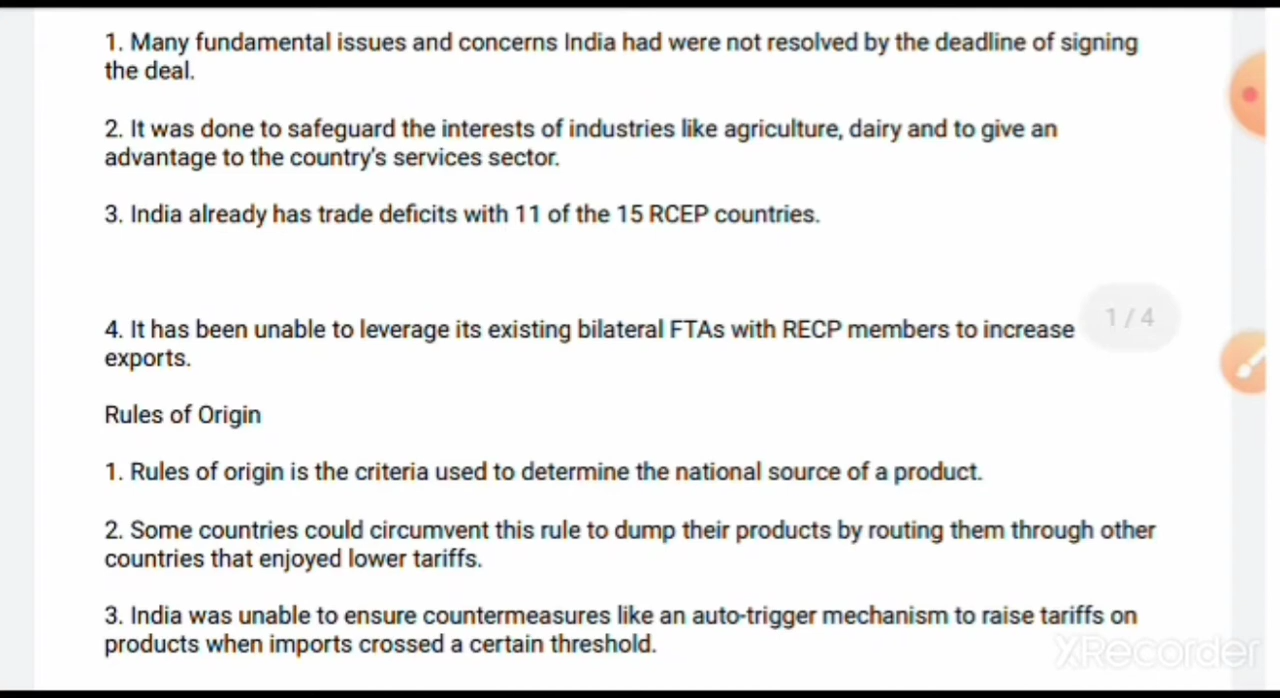 1. Many fundamental issues and concerns India had were not resolved by the deadline of signing
the deal.
2. It was done to safeguard the interests of industries like agriculture, dairy and to give an
advantage to the country's services sector.
3. India already has trade deficits with 11 of the 15 RCEP countries.
1 / 4
4. It has been unable to leverage its existing bilateral FTAs with RECP members to increase
exports.
Rules of Origin
1. Rules of origin is the criteria used to determine the national source of a product.
2. Some countries could circumvent this rule to dump their products by routing them through other
countries that enjoyed lower tariffs.
3. India was unable to ensure countermeasures like an auto-trigger mechanism to raise tariffs on
products when imports crossed a certain threshold.
XRecorder